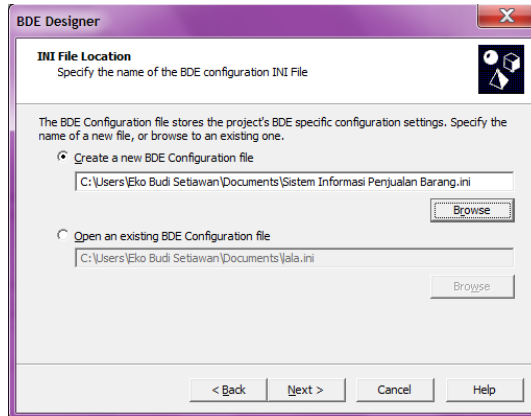 BDE Designer
INI File Location
Specify the name of the BDE configuration INI File
The BDE Configuration file stores the project's BDE specific configuration settings. Specify the
name of a new file, or browse to an existing one.
Create a new BDE Configuration file
C:\Users\Eko Budi Setiawan\Documents\Sistem Informasi Penjualan Barang.ini
Browse
Open an existing BDE Configuration file
C:\Users\Eko Budi Setiawan\Documents\lala.ini
Browse
< Back Next > Cancel Help